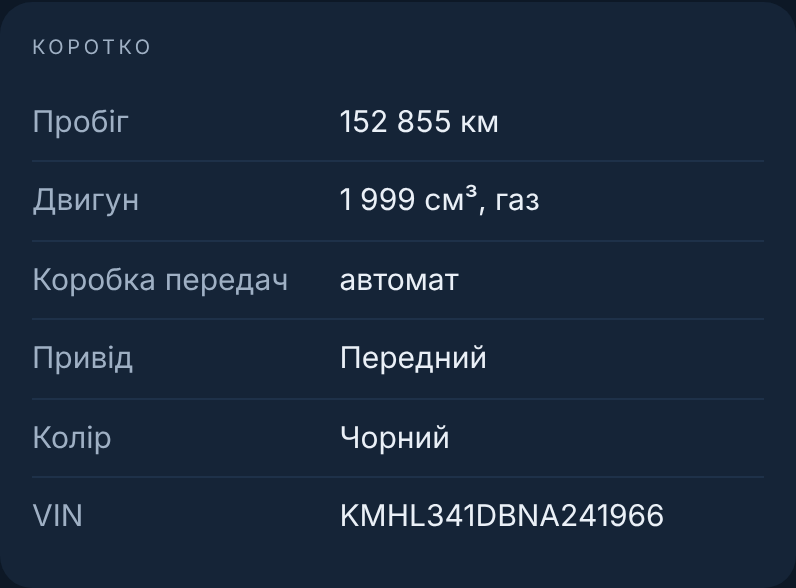 КОРОТКО
Пробіг 152 855 км
Двигун 1 999 см³, газ
Коробка передач автомат
Привід Передний
Колір Чорний
VIN KMHL341DBNA241966